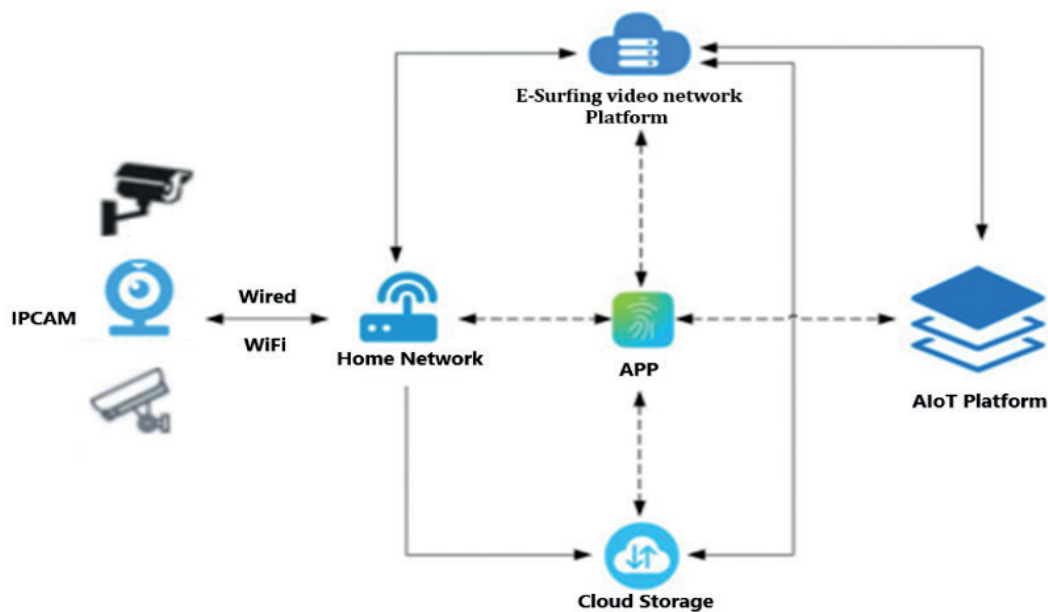 E-Surfing video network
Platform
IPCAM
Wired
WiFi
Home Network
APP
AIoT Platform
Cloud Storage